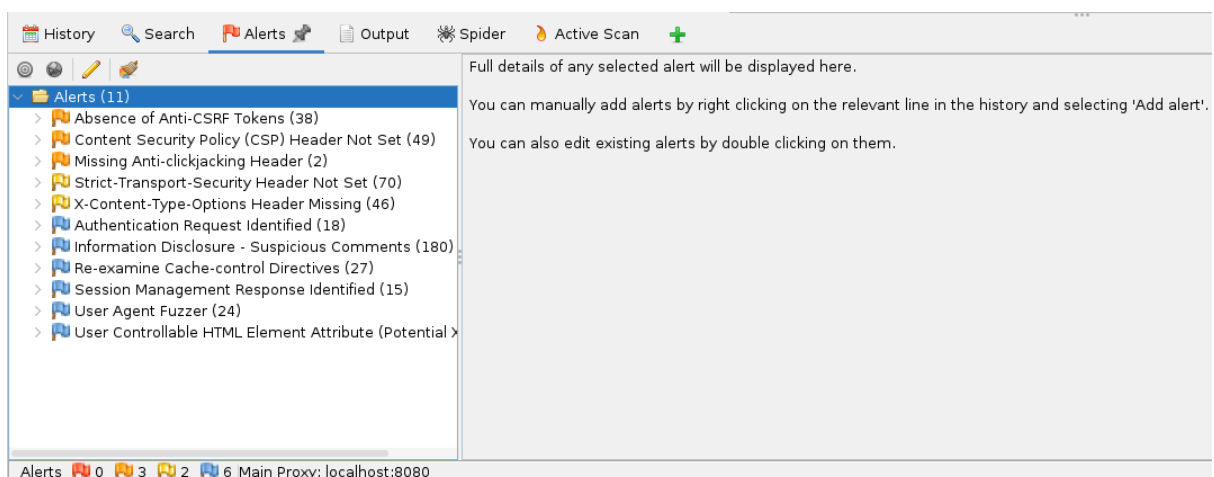 History Search Alerts Output Spider Active Scan
Alerts (11)
Absence of Anti-CSRF Tokens (38)
Content Security Policy (CSP) Header Not Set (49)
Missing Anti-clickjacking Header (2)
Strict-Transport-Security Header Not Set (70)
X-Content-Type-Options Header Missing (46)
Authentication Request Identified (18)
Information Disclosure - Suspicious Comments (180)
Re-examine Cache-control Directives (27)
Session Management Response Identified (15)
User Agent Fuzzer (24)
User Controllable HTML Element Attribute (Potential
Full details of any selected alert will be displayed here.
You can manually add alerts by right clicking on the relevant line in the history and selecting 'Add alert'.
You can also edit existing alerts by double clicking on them.
Alerts 0 3 2 6 Main Proxy: localhost:8080